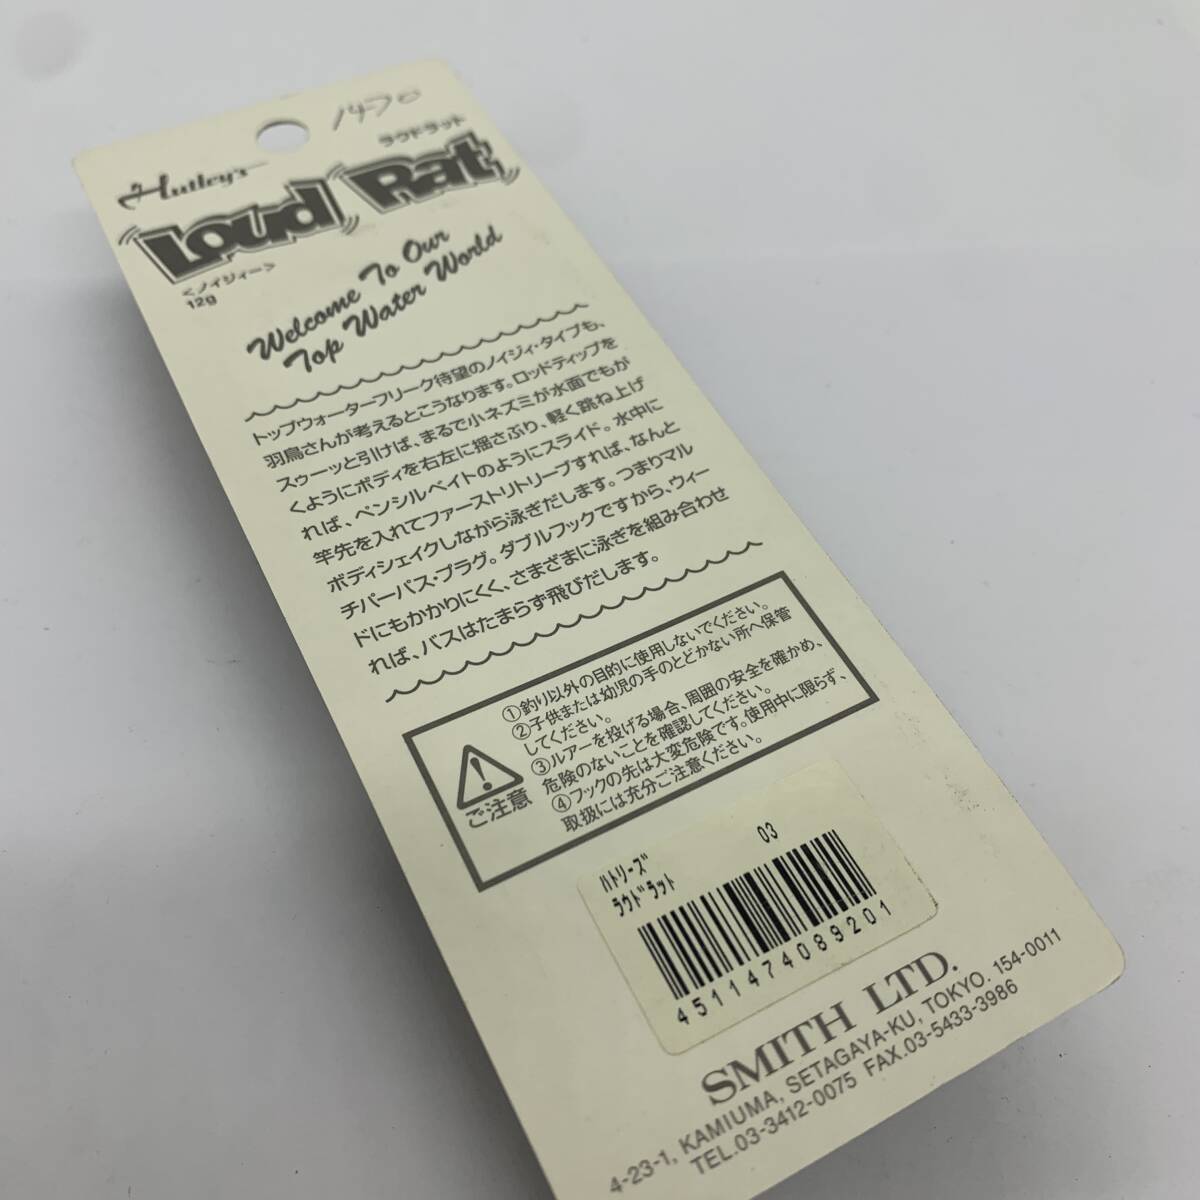 1470
ラウドラット
Hutley's
Loud Rat
<ノイジィー>
12g
Welcome To Our
Top Water World
トップウォーターフリーク待望のノイジィ・タイプも、
羽鳥さんが考えるとこうなります。ロッドティップを
スゥーッと引けば、まるで小ネズミが水面でもが
くようにボディを右左に揺さぶり、軽く跳ね上げ
れば、ペンシルベイトのようにスライド。水中に
竿先を入れてファーストリトリーブすれば、なんと
ボディシェイクしながら泳ぎだします。つまりマル
チパーパス・プラグ。ダブルフックですから、ウィー
ドにもかかりにくく、さまざまに泳ぎを組み合わせ
れば、バスはたまらず飛びだします。
ご注意
①釣り以外の目的に使用しないでください。
②子供または幼児の手のとどかない所へ保管
してください。
③ルアーを投げる場合、周囲の安全を確かめ、
危険のないことを確認してください。
④フックの先は大変危険です。使用中に限らず、
取扱には充分ご注意ください。
03
ﾊﾄﾘｰｽﾞ
ﾗｳﾄﾞﾗｯﾄ
4511474089201
SMITH LTD.
4-23-1, KAMIUMA, SETAGAYA-KU, TOKYO. 154-0011
TEL.03-3412-0075 FAX.03-5433-3986